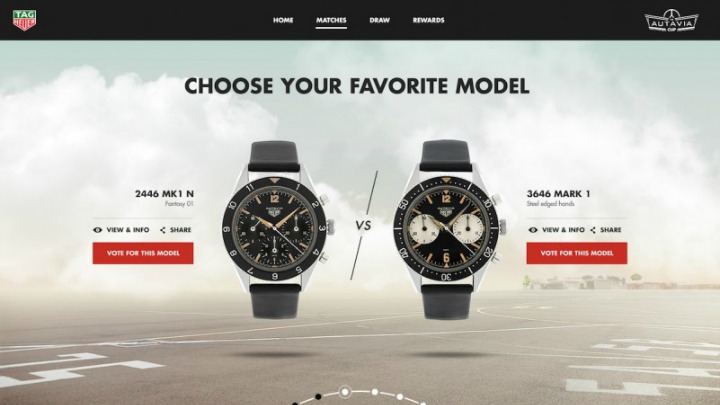 TAG
HEUER
HOME
MATCHES
DRAW
REWARDS
AUTAVIA
CUP
CHOOSE YOUR FAVORITE MODEL
2446 MK1 N
Fantasy 01
VIEW & INFO
SHARE
VOTE FOR THIS MODEL
VS
3646 MARK 1
Steel edged hands
VIEW & INFO
SHARE
VOTE FOR THIS MODEL